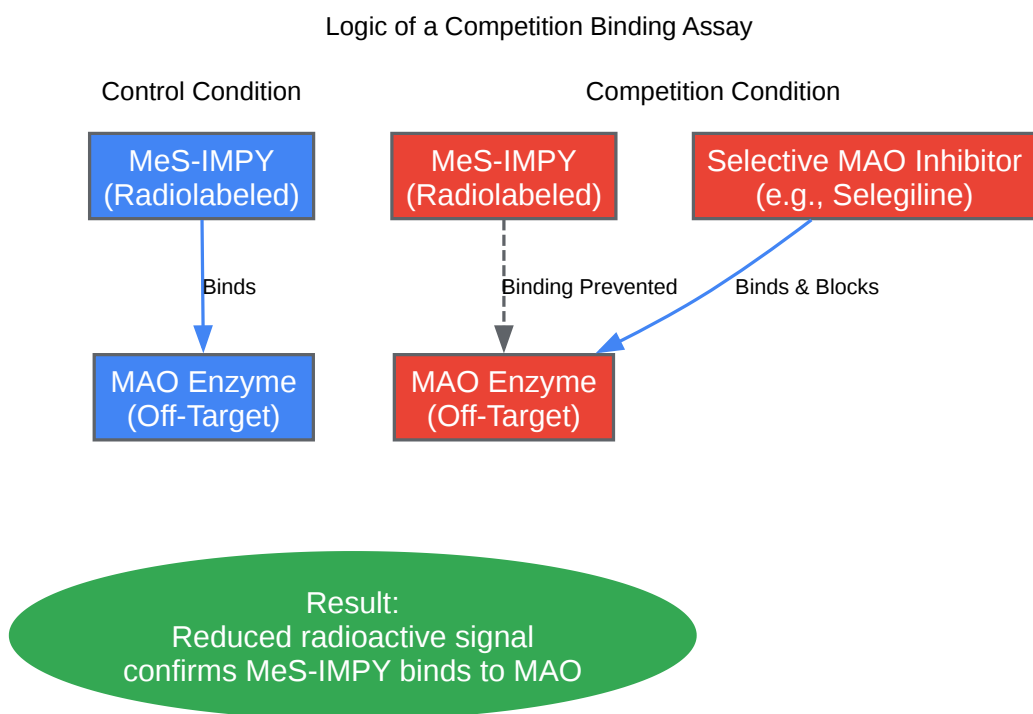 Logic of a Competition Binding Assay
Control Condition
Competition Condition
MeS-IMPY
(Radiolabeled)
MeS-IMPY
(Radiolabeled)
Selective MAO Inhibitor
(e.g., Selegiline)
Binds
Binding Prevented
Binds & Blocks
MAO Enzyme
(Off-Target)
MAO Enzyme
(Off-Target)
Result:
Reduced radioactive signal
confirms MeS-IMPY binds to MAO